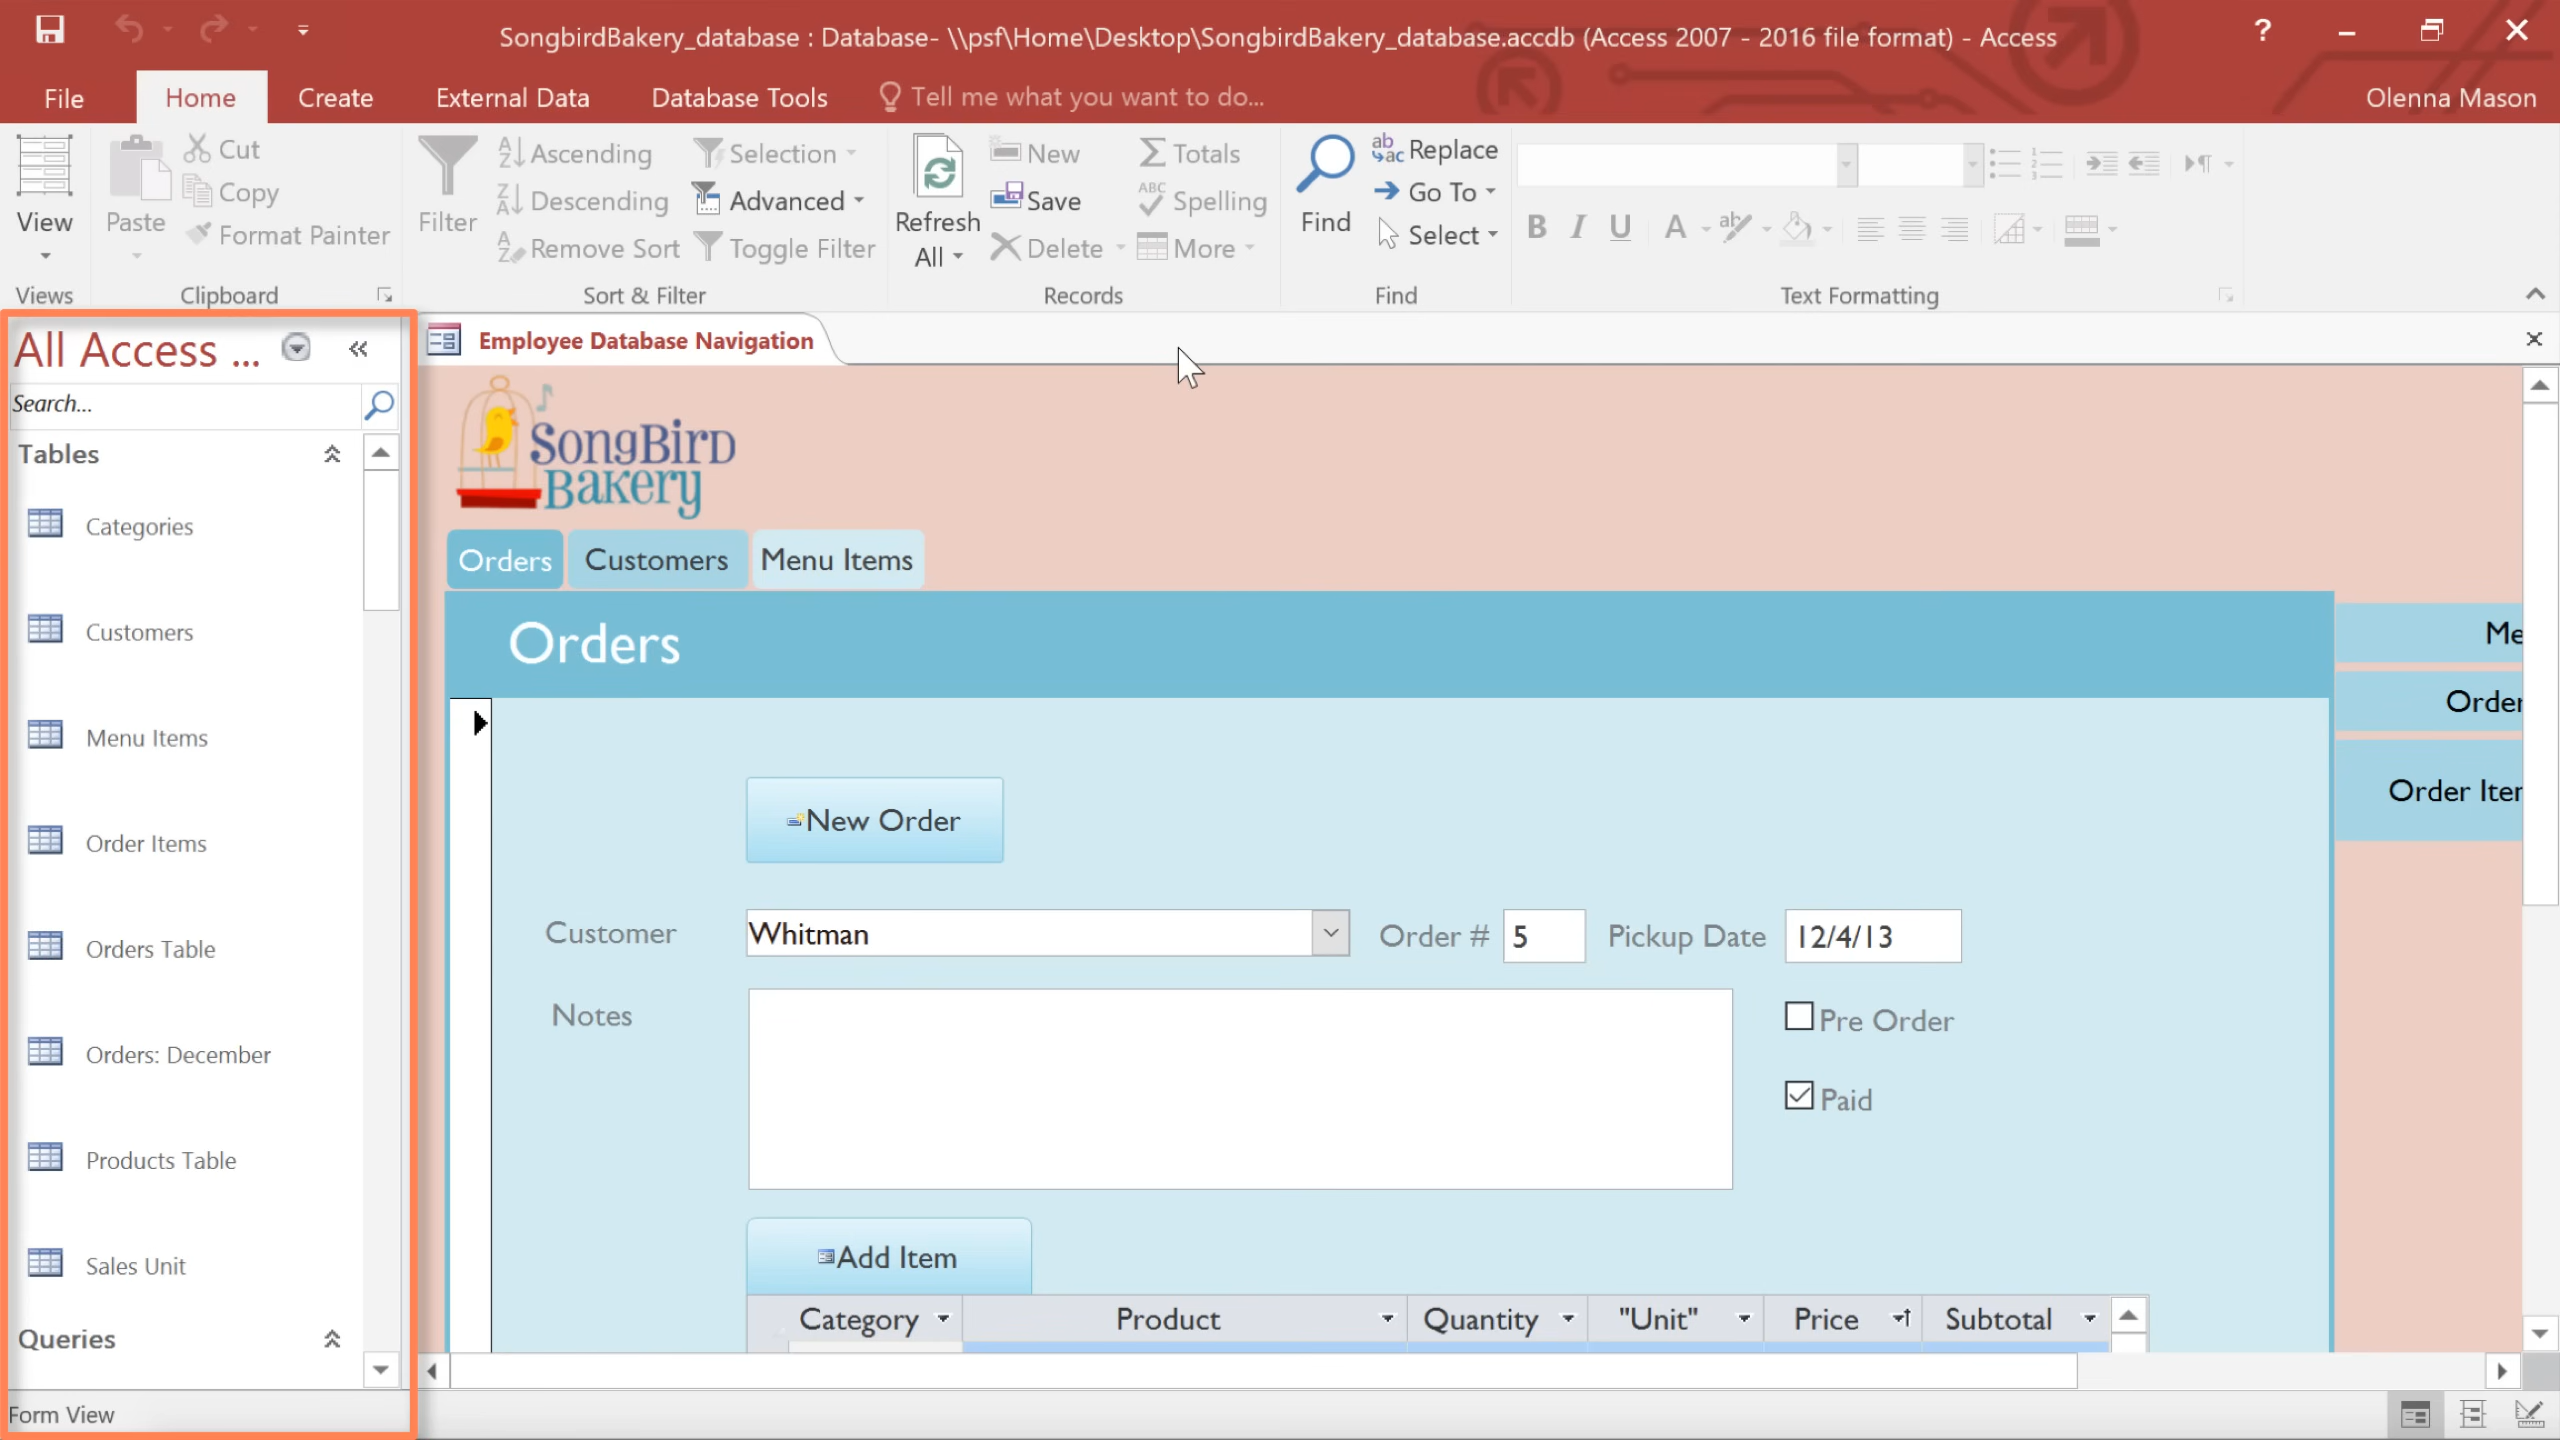 SongbirdBakery_database : Database- \\psf\Home\Desktop\SongbirdBakery_database.accdb (Access 2007 - 2016 file format) - Access
?
File
Home
Create
External Data
Database Tools
Tell me what you want to do...
Olenna Mason
View
Views
Paste
Cut
Copy
Format Painter
Clipboard
Filter
Ascending
Descending
Remove Sort
Selection
Advanced
Toggle Filter
Sort & Filter
Refresh
All
New
Save
Delete
Totals
Spelling
More
Records
Find
Replace
Go To
Select
Find
B I U A
Text Formatting
All Access ...
Search...
Tables
Categories
Customers
Menu Items
Order Items
Orders Table
Orders: December
Products Table
Sales Unit
Queries
Employee Database Navigation
SongBird
Bakery
Orders
Customers
Menu Items
Orders
Me
Order
Order Iter
New Order
Customer
Whitman
Order #
5
Pickup Date
12/4/13
Notes
Pre Order
Paid
Add Item
Category
Product
Quantity
"Unit"
Price
Subtotal
Form View